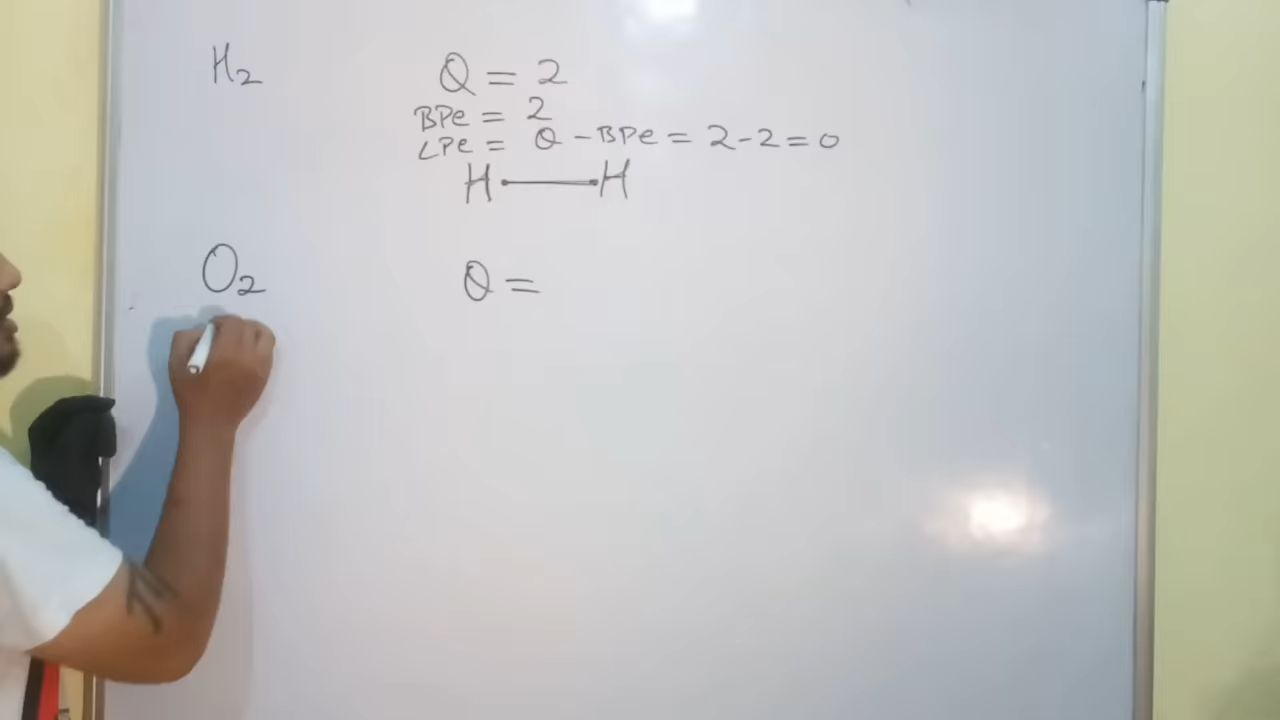 H₂ Q = 2
BPe = 2
LPe = Q - BPe = 2 - 2 = 0
H — H
O₂ Q =